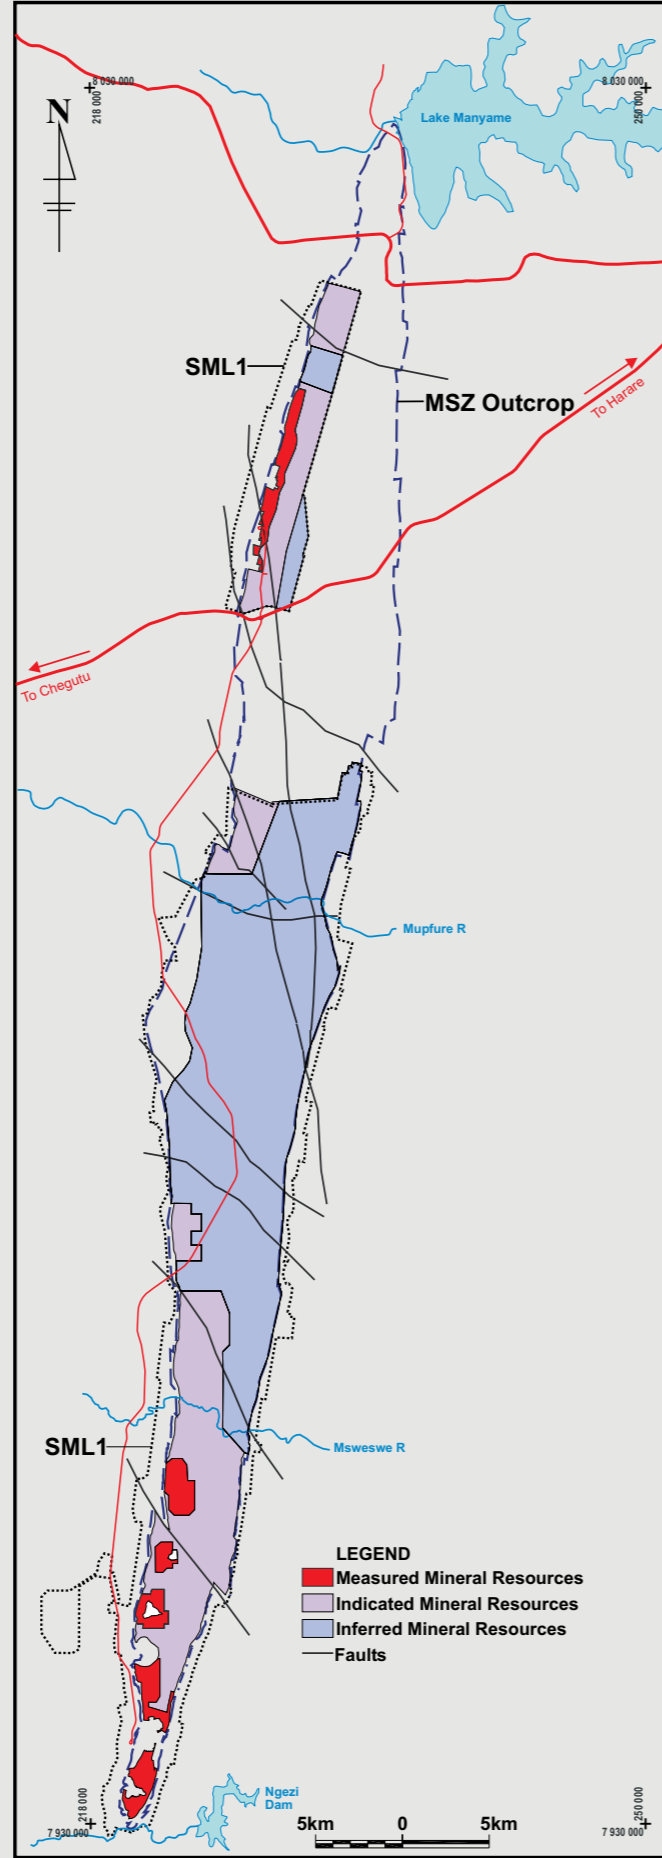 8 030 000
218 000
8 030 000
250 000
N
Lake Manyame
SML1
MSZ Outcrop
To Harare
To Chegutu
Mupfure R
SML1
Msweswe R
LEGEND
Measured Mineral Resources
Indicated Mineral Resources
Inferred Mineral Resources
Faults
Ngezi
Dam
218 000
7 930 000
5km 0 5km
250 000
7 930 000